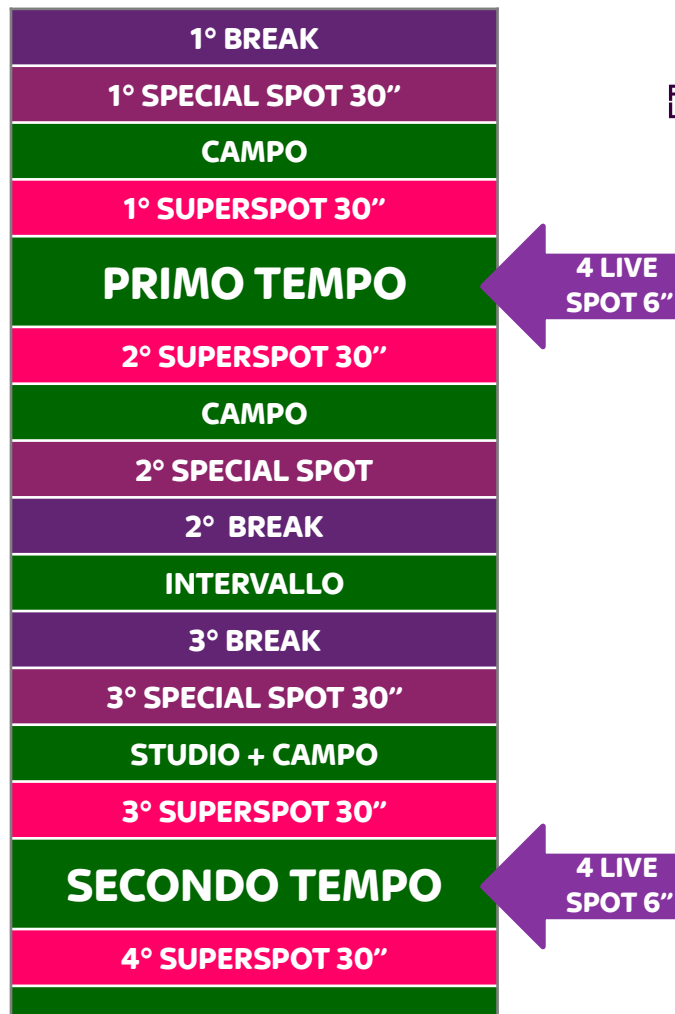 1° BREAK
1° SPECIAL SPOT 30”
CAMPO
1° SUPERSPOT 30”
PRIMO TEMPO
4 LIVE
SPOT 6”
2° SUPERSPOT 30”
CAMPO
2° SPECIAL SPOT
2° BREAK
INTERVALLO
3° BREAK
3° SPECIAL SPOT 30”
STUDIO + CAMPO
3° SUPERSPOT 30”
SECONDO TEMPO
4 LIVE
SPOT 6”
4° SUPERSPOT 30”